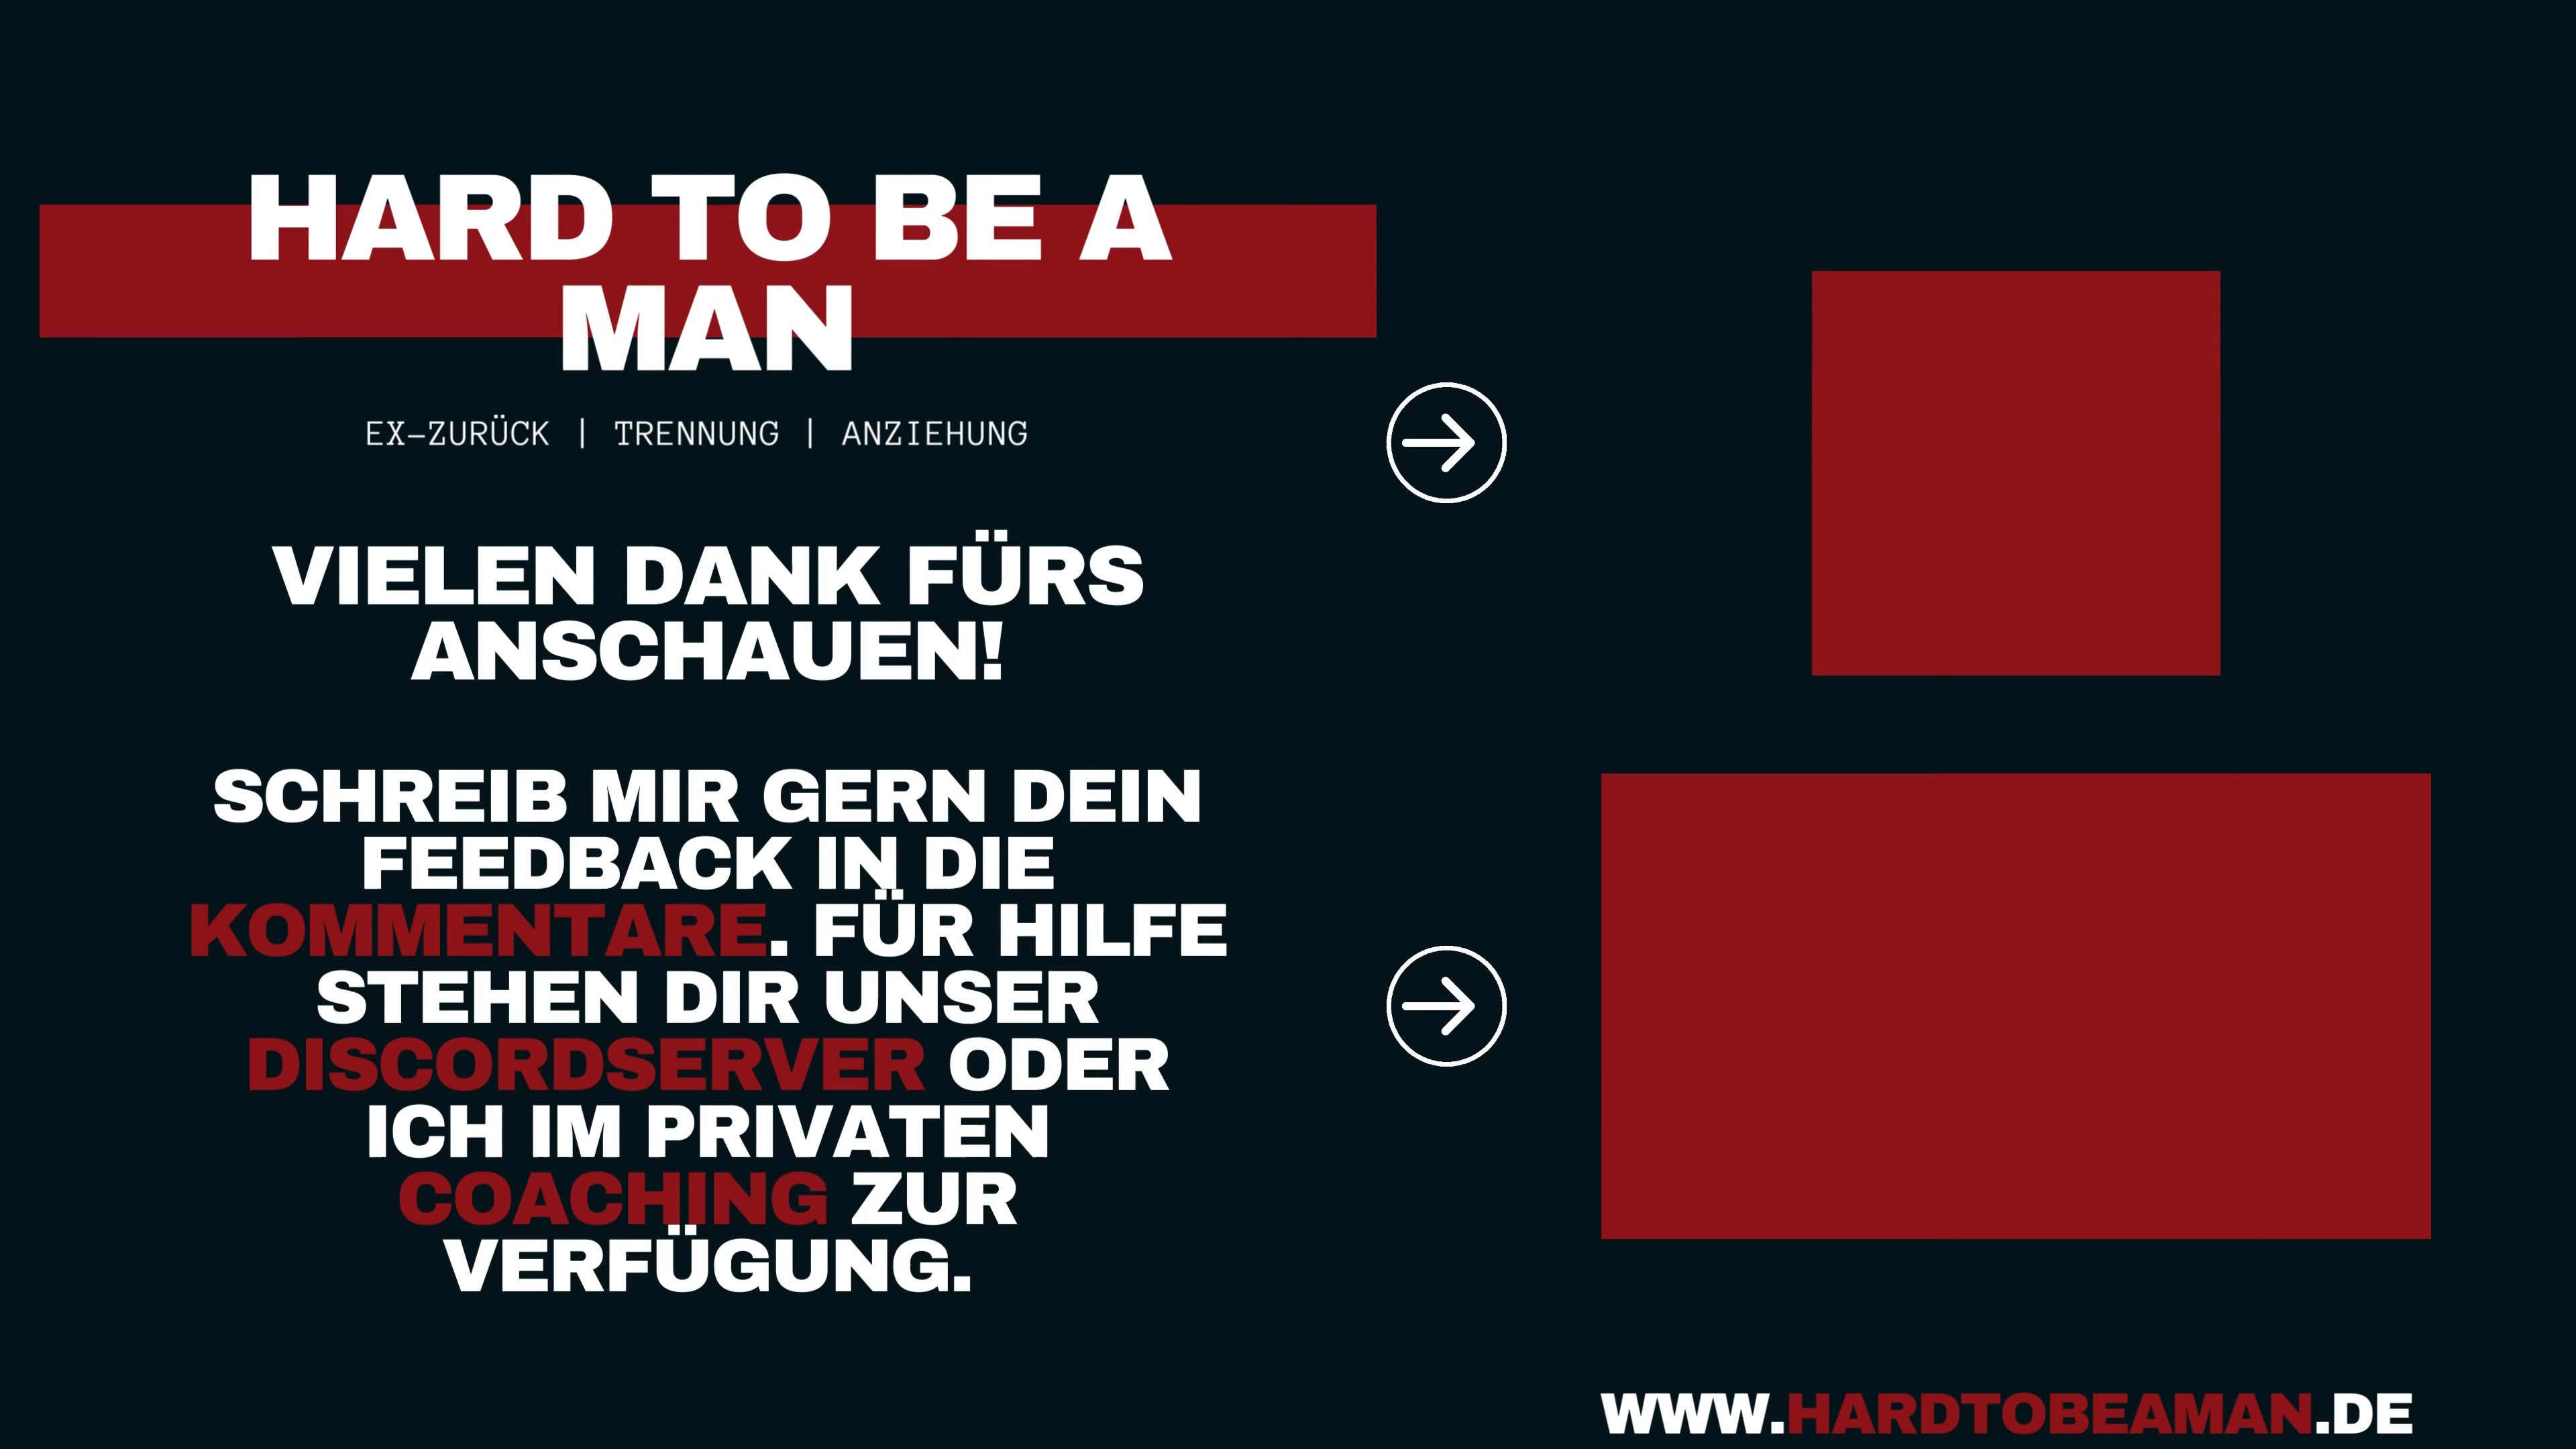 HARD TO BE A
MAN
EX-ZURÜCK | TRENNUNG | ANZIEHUNG
VIELEN DANK FÜRS
ANSCHAUEN!
SCHREIB MIR GERN DEIN
FEEDBACK IN DIE
KOMMENTARE. FÜR HILFE
STEHEN DIR UNSER
DISCORDSERVER ODER
ICH IM PRIVATEN
COACHING ZUR
VERFÜGUNG.
WWW.HARDTOBEAMAN.DE